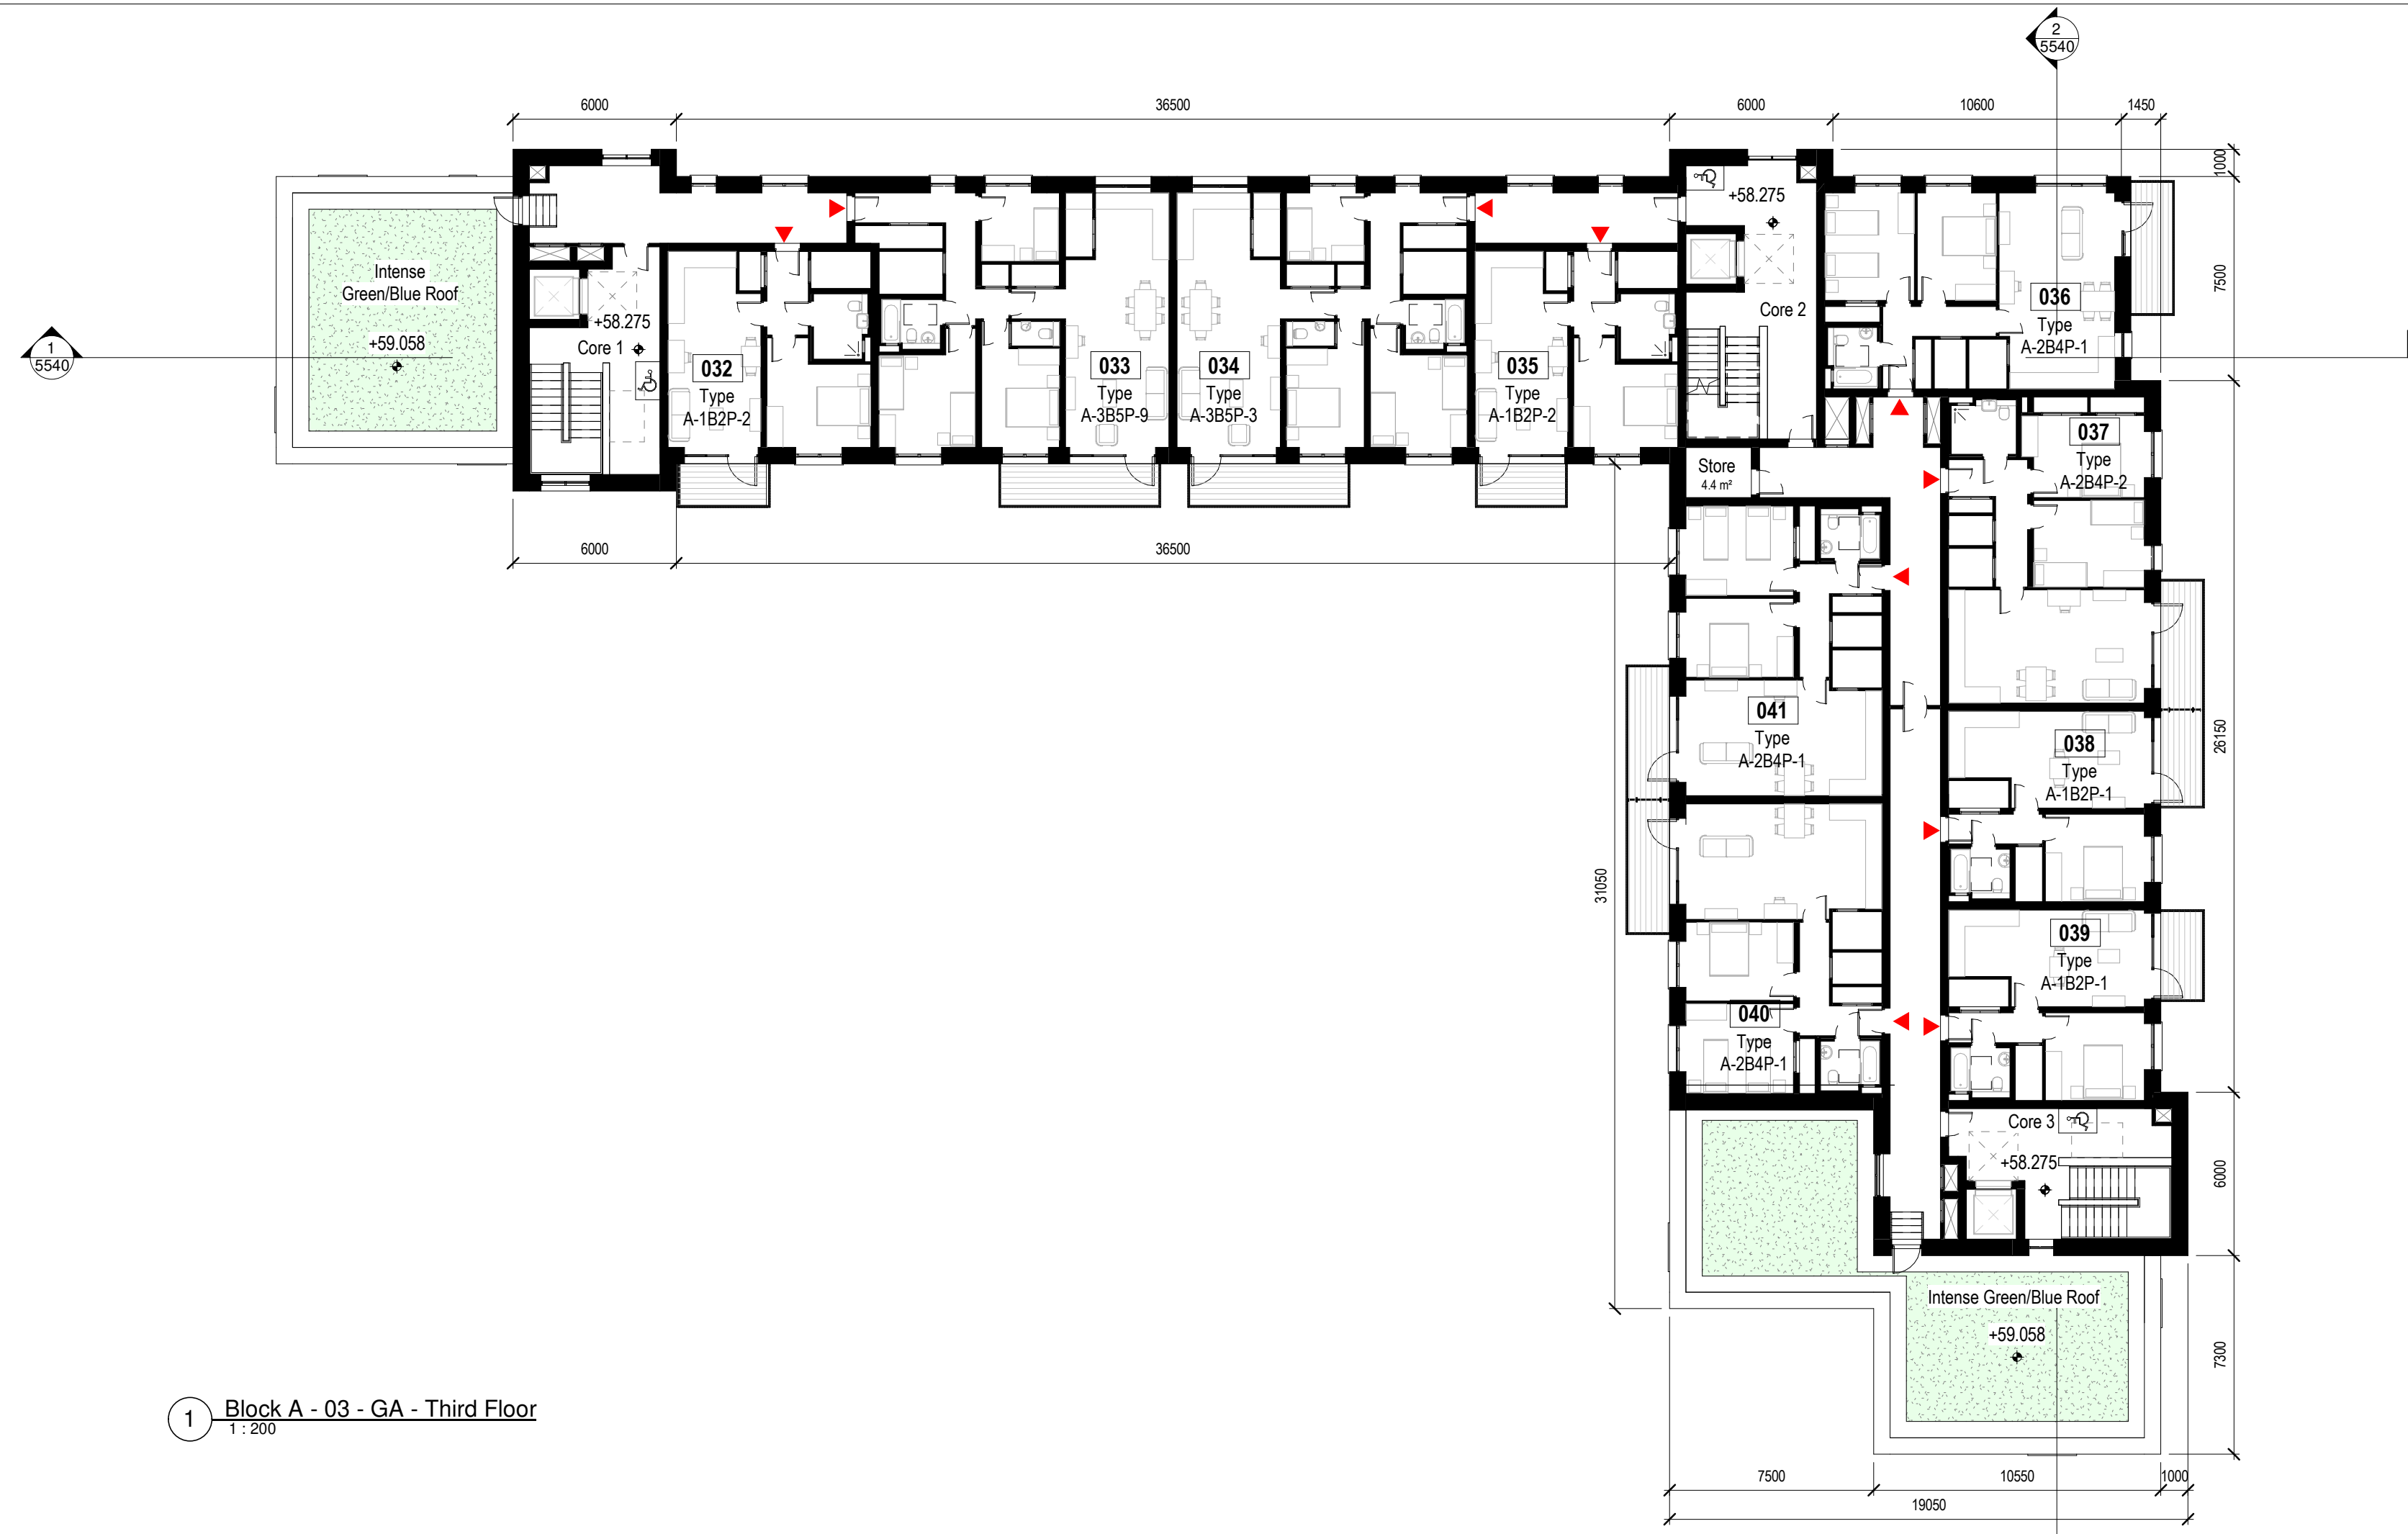 2
5540
6000
36500
6000
10600
1450
1000
7500
Intense
Green/Blue Roof
+59.058
1
5540
+58.275
Core 1
032
Type
A-1B2P-2
033
Type
A-3B5P-9
034
Type
A-3B5P-3
035
Type
A-1B2P-2
+58.275
Core 2
036
Type
A-2B4P-1
Store
4.4 m²
037
Type
A-2B4P-2
6000
36500
041
Type
A-2B4P-1
038
Type
A-1B2P-1
26150
31050
039
Type
A-1B2P-1
040
Type
A-2B4P-1
Core 3
+58.275
6000
Intense Green/Blue Roof
+59.058
7300
1
Block A - 03 - GA - Third Floor
1 : 200
7500
10550
1000
19050